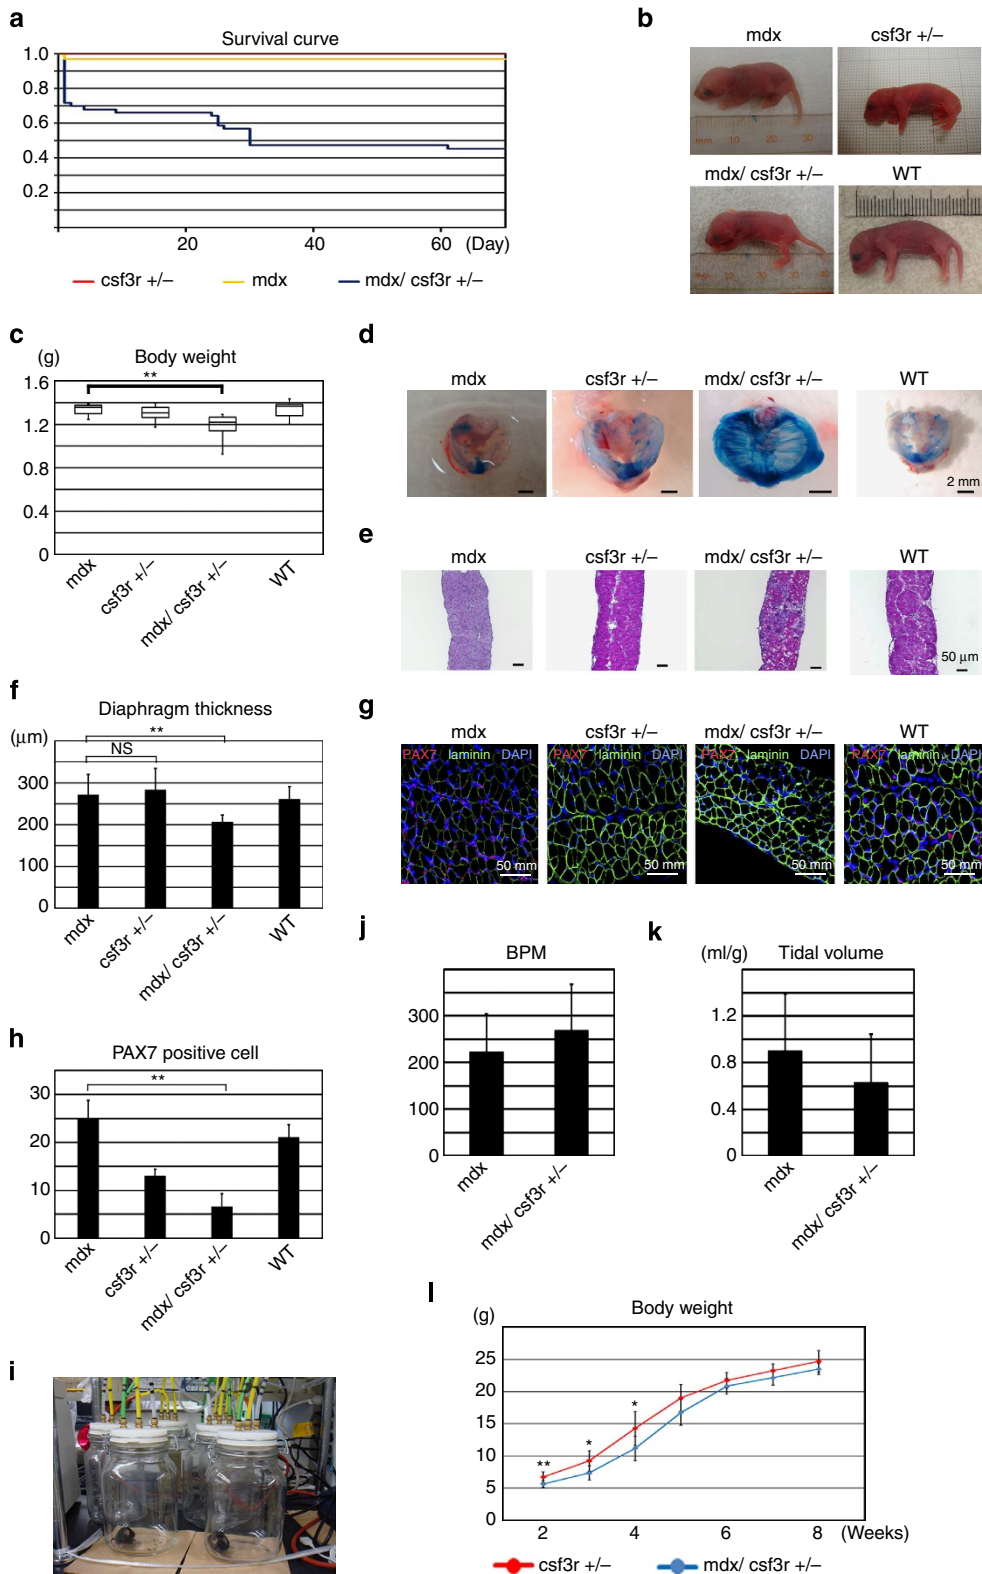 a
Survival curve
1.0
0.8
0.6
0.4
0.2
20 40 60 (Day)
csf3r +/– mdx mdx/ csf3r +/–
b
mdx csf3r +/–
mm 10 20 30
mdx/ csf3r +/– WT
c
(g) Body weight
**
1.6
1.2
0.8
0.4
0
mdx csf3r +/– mdx/ csf3r +/– WT
d
mdx csf3r +/– mdx/ csf3r +/– WT
2 mm
e
mdx csf3r +/– mdx/ csf3r +/– WT
50 μm
f
Diaphragm thickness
(μm)
**
NS
300
200
100
0
mdx csf3r +/– mdx/ csf3r +/– WT
g
mdx csf3r +/– mdx/ csf3r +/– WT
PAX7 laminin DAPI PAX7 laminin DAPI PAX7 laminin DAPI PAX7 laminin DAPI
50 mm 50 mm 50 mm 50 mm
h
PAX7 positive cell
**
30
20
10
0
mdx csf3r +/– mdx/ csf3r +/– WT
i
j
BPM
300
200
100
0
mdx mdx/ csf3r +/–
k
(ml/g) Tidal volume
1.2
0.8
0.4
0
mdx mdx/ csf3r +/–
l
(g) Body weight
25
20
15
10
5
0
** * *
2 4 6 8 (Weeks)
csf3r +/– mdx/ csf3r +/–